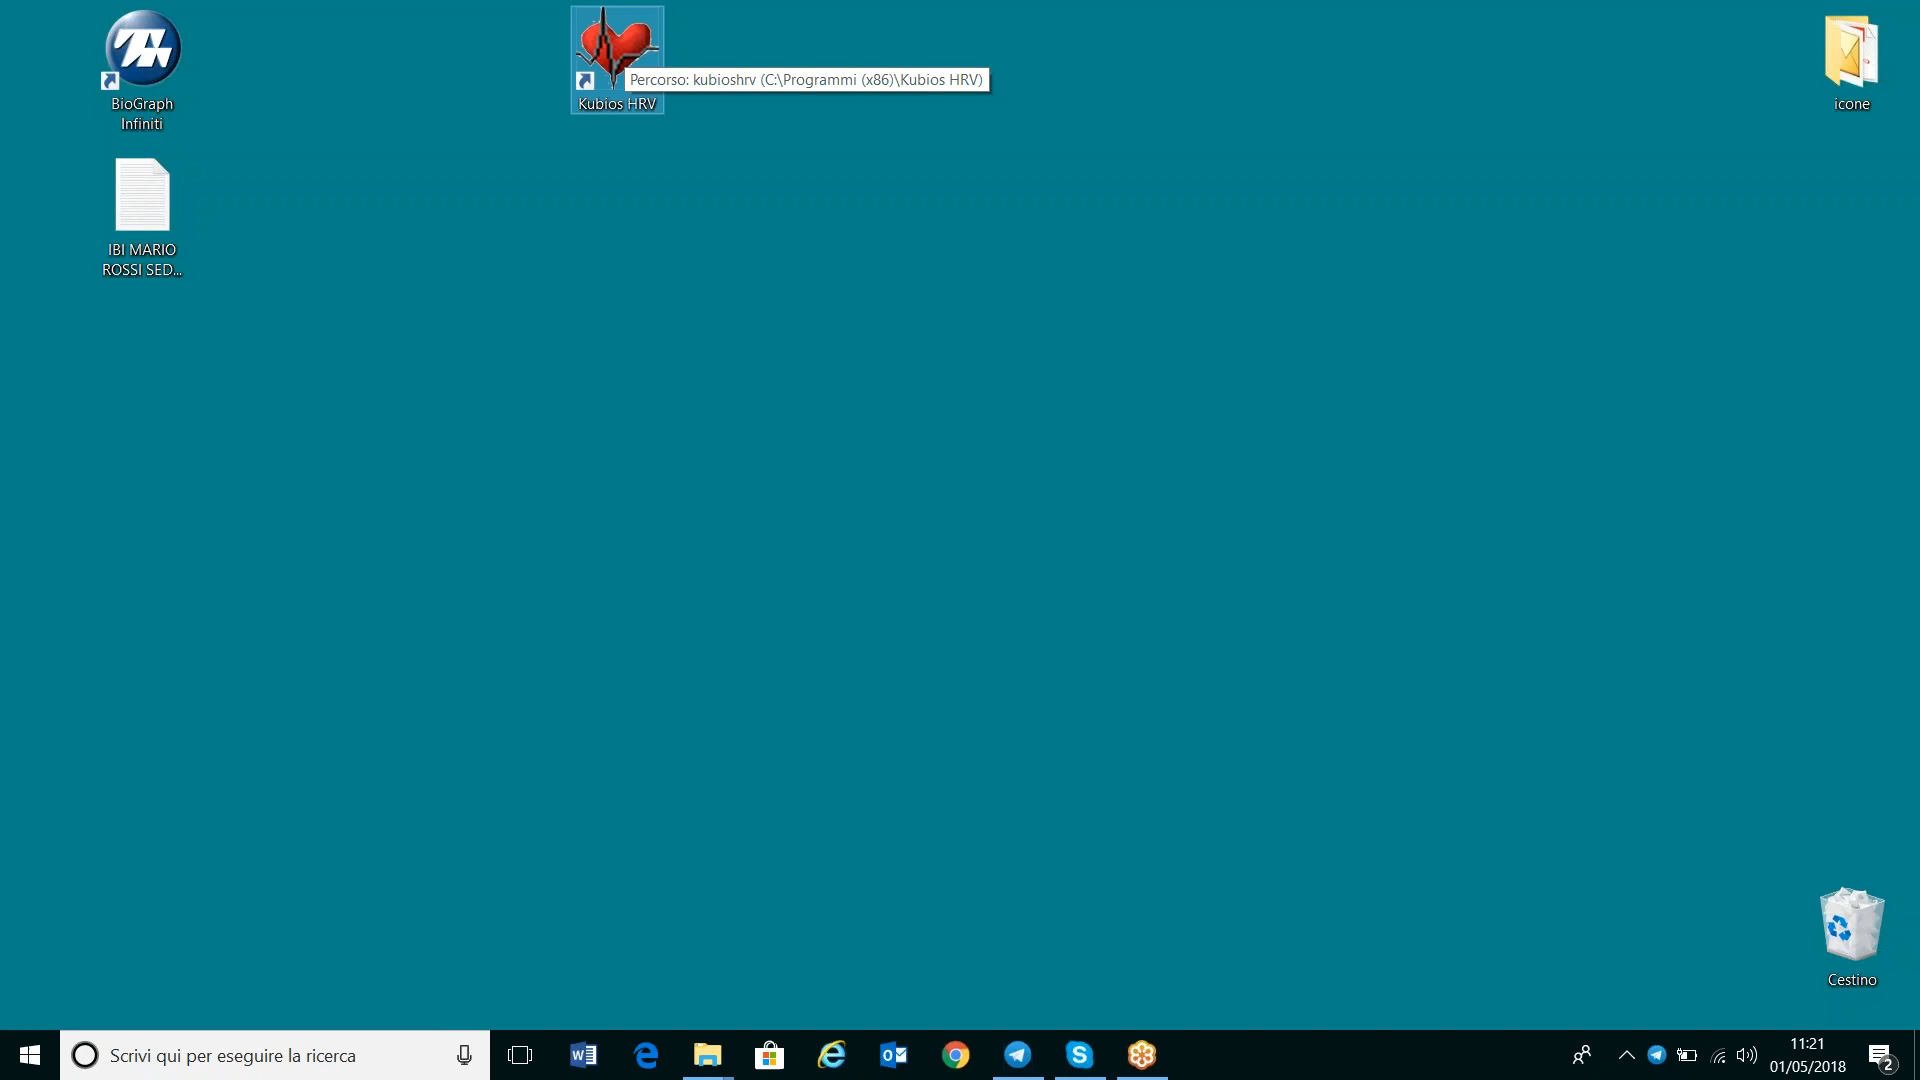 BioGraph
Infiniti
Kubios HRV
Percorso: kubioshrv (C:\Programmi (x86)\Kubios HRV)
icone
IBI MARIO
ROSSI SED...
Cestino
Scrivi qui per eseguire la ricerca
11:21
01/05/2018
2